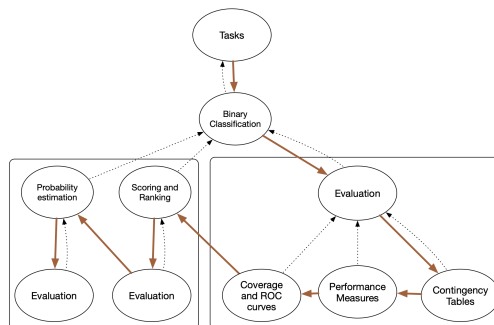 Tasks
Binary
Classification
Probability
estimation
Scoring and
Ranking
Evaluation
Evaluation
Evaluation
Coverage
and ROC
curves
Performance
Measures
Contingency
Tables